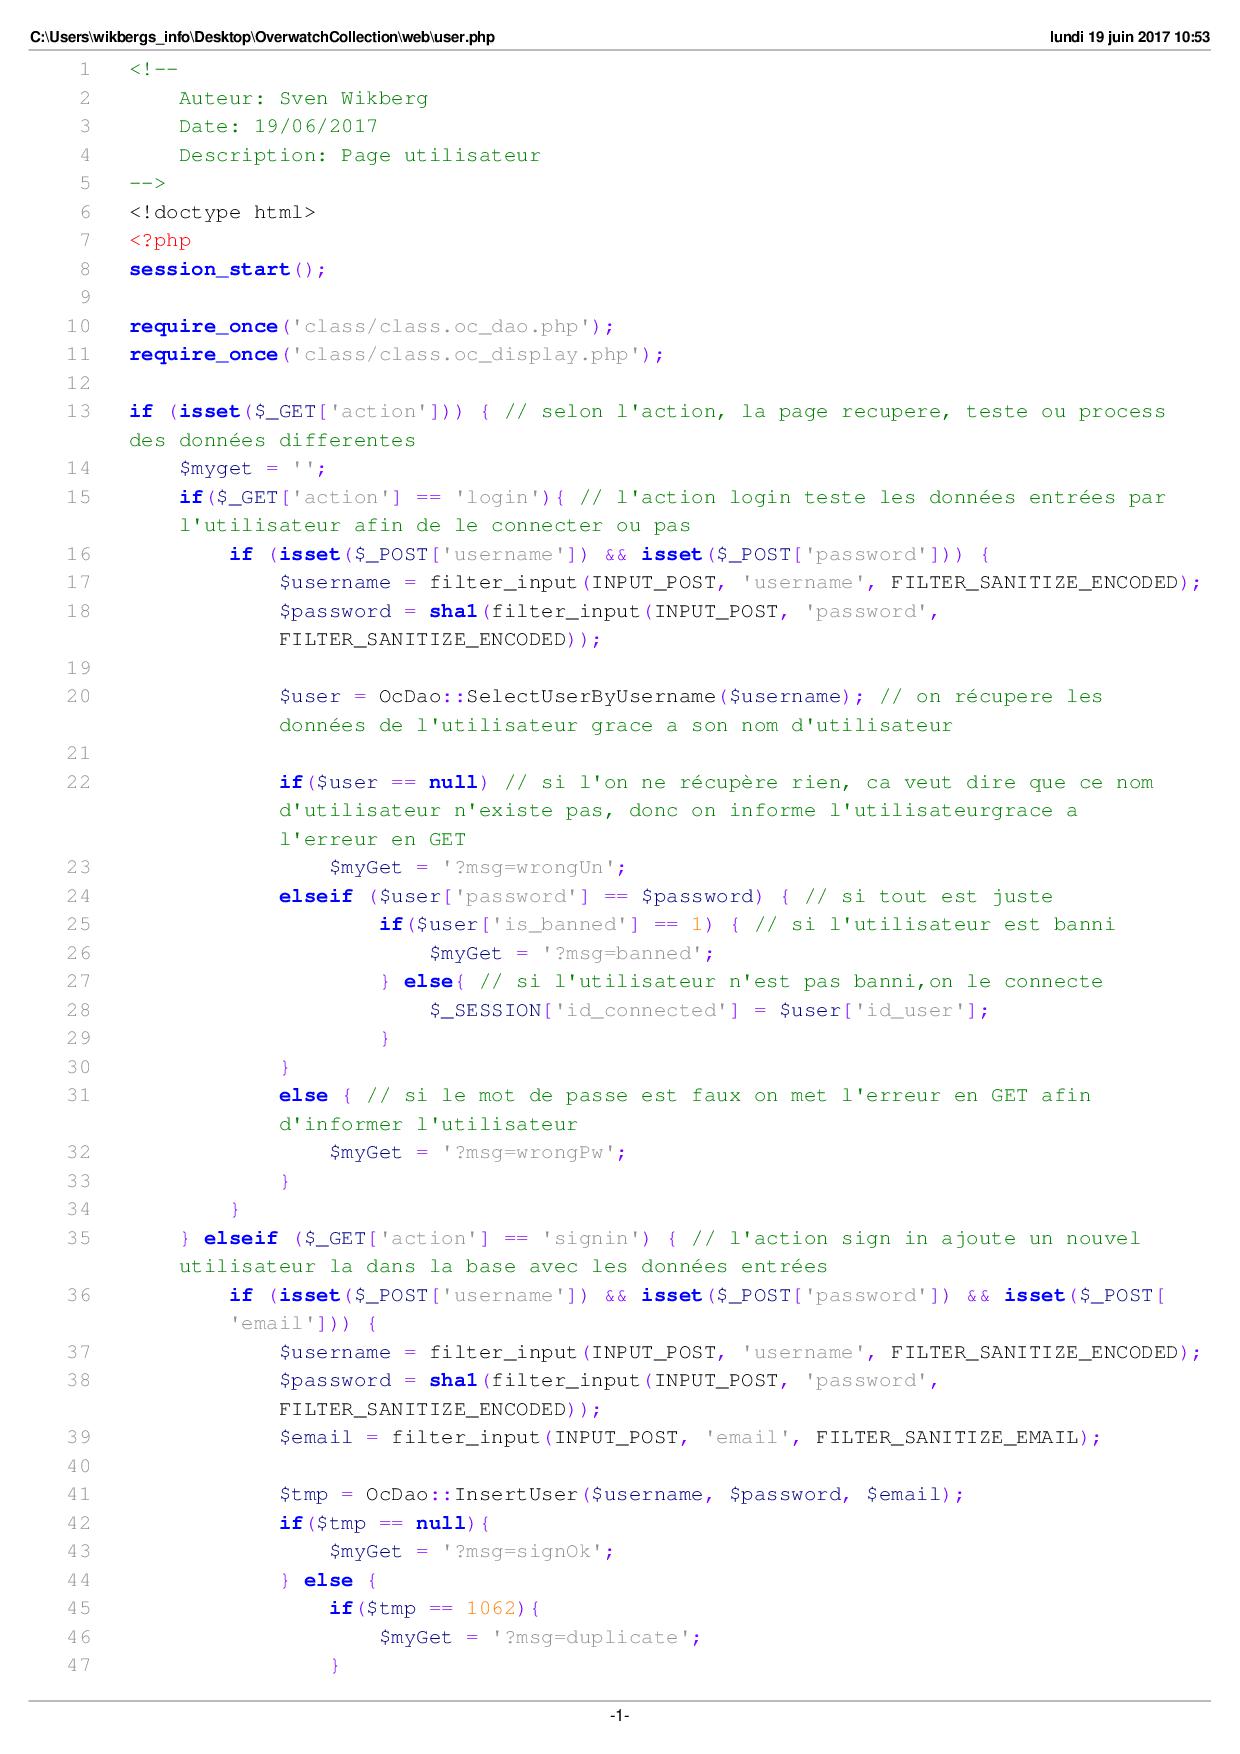 C:\Users\wikbergs_info\Desktop\OverwatchCollection\web\user.php lundi 19 juin 2017 10:53
1 <!--
2 Auteur: Sven Wikberg
3 Date: 19/06/2017
4 Description: Page utilisateur
5 -->
6 <!doctype html>
7 <?php
8 session_start();
9
10 require_once('class/class.oc_dao.php');
11 require_once('class/class.oc_display.php');
12
13 if (isset($_GET['action'])) { // selon l'action, la page recupere, teste ou process
des données differentes
14 $myget = '';
15 if($_GET['action'] == 'login'){ // l'action login teste les données entrées par
l'utilisateur afin de le connecter ou pas
16 if (isset($_POST['username']) && isset($_POST['password'])) {
17 $username = filter_input(INPUT_POST, 'username', FILTER_SANITIZE_ENCODED);
18 $password = sha1(filter_input(INPUT_POST, 'password',
FILTER_SANITIZE_ENCODED));
19
20 $user = OcDao::SelectUserByUsername($username); // on récupere les
données de l'utilisateur grace a son nom d'utilisateur
21
22 if($user == null) // si l'on ne récupère rien, ca veut dire que ce nom
d'utilisateur n'existe pas, donc on informe l'utilisateurgrace a
l'erreur en GET
23 $myGet = '?msg=wrongUn';
24 elseif ($user['password'] == $password) { // si tout est juste
25 if($user['is_banned'] == 1) { // si l'utilisateur est banni
26 $myGet = '?msg=banned';
27 } else{ // si l'utilisateur n'est pas banni,on le connecte
28 $_SESSION['id_connected'] = $user['id_user'];
29 }
30 }
31 else { // si le mot de passe est faux on met l'erreur en GET afin
d'informer l'utilisateur
32 $myGet = '?msg=wrongPw';
33 }
34 }
35 } elseif ($_GET['action'] == 'signin') { // l'action sign in ajoute un nouvel
utilisateur la dans la base avec les données entrées
36 if (isset($_POST['username']) && isset($_POST['password']) && isset($_POST[
'email'])) {
37 $username = filter_input(INPUT_POST, 'username', FILTER_SANITIZE_ENCODED);
38 $password = sha1(filter_input(INPUT_POST, 'password',
FILTER_SANITIZE_ENCODED));
39 $email = filter_input(INPUT_POST, 'email', FILTER_SANITIZE_EMAIL);
40
41 $tmp = OcDao::InsertUser($username, $password, $email);
42 if($tmp == null){
43 $myGet = '?msg=signOk';
44 } else {
45 if($tmp == 1062){
46 $myGet = '?msg=duplicate';
47 }
-1-